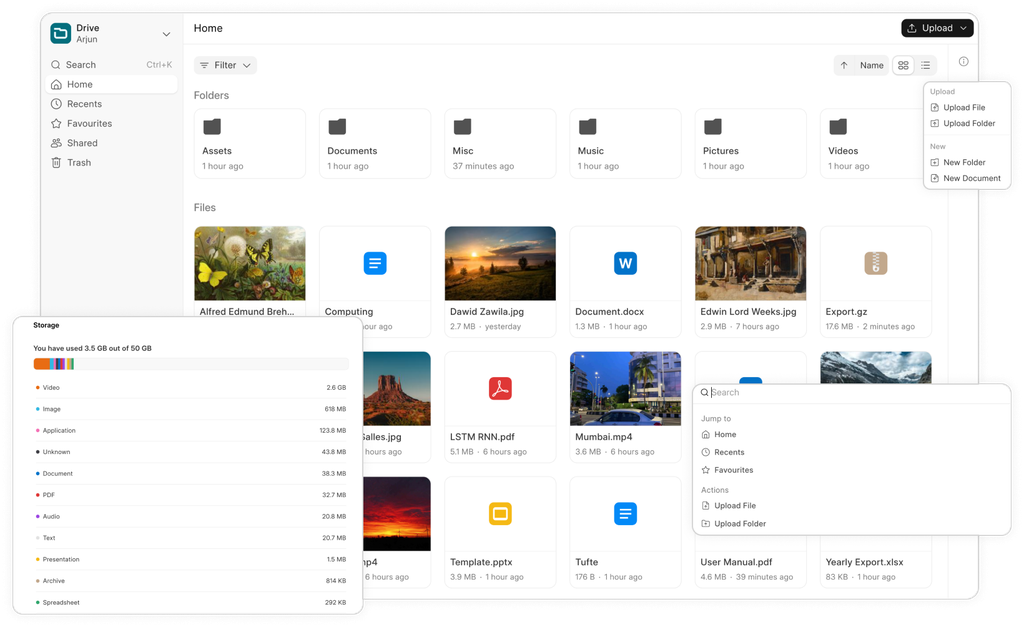 Drive
Arjun
Search Ctrl+K
Home
Recents
Favourites
Shared
Trash
Home
Upload
Filter
Name
Folders
Assets
1 hour ago
Documents
1 hour ago
Misc
37 minutes ago
Music
1 hour ago
Pictures
1 hour ago
Videos
1 hour ago
Upload
Upload File
Upload Folder
New
New Folder
New Document
Files
Alfred Edmund Breh...
Computing
hour ago
Dawid Zawila.jpg
2.7 MB · yesterday
W
Document.docx
1.3 MB · 1 hour ago
Edwin Lord Weeks.jpg
2.9 MB · 7 hours ago
Export.gz
17.6 MB · 2 minutes ago
alles.jpg
hours ago
LSTM RNN.pdf
5.1 MB · 6 hours ago
Mumbai.mp4
3.6 MB · 6 hours ago
p4
6 hours ago
Template.pptx
3.9 MB · 1 hour ago
Tufte
176 B · 1 hour ago
User Manual.pdf
4.6 MB · 39 minutes ago
Yearly Export.xlsx
83 KB · 1 hour ago
Storage
You have used 3.5 GB out of 50 GB
Video 2.6 GB
Image 618 MB
Application 123.8 MB
Unknown 43.8 MB
Document 38.3 MB
PDF 32.7 MB
Audio 20.8 MB
Text 20.7 MB
Presentation 1.5 MB
Archive 814 KB
Spreadsheet 292 KB
Search
Jump to
Home
Recents
Favourites
Actions
Upload File
Upload Folder